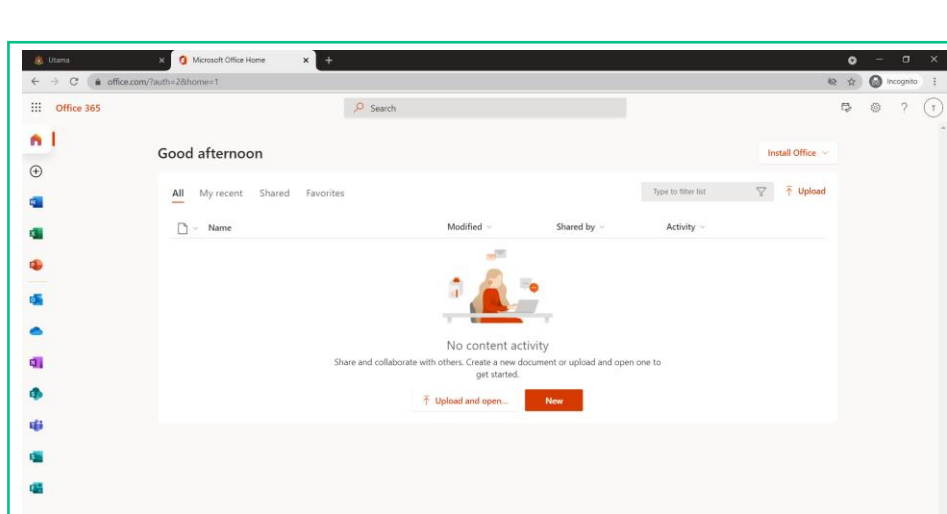 Utama
Microsoft Office Home
office.com/?auth=2&home=1
Incognito
Office 365
Search
?
T
Good afternoon
Install Office
All My recent Shared Favorites
Type to filter list
Upload
Name Modified Shared by Activity
No content activity
Share and collaborate with others. Create a new document or upload and open one to
get started.
Upload and open... New